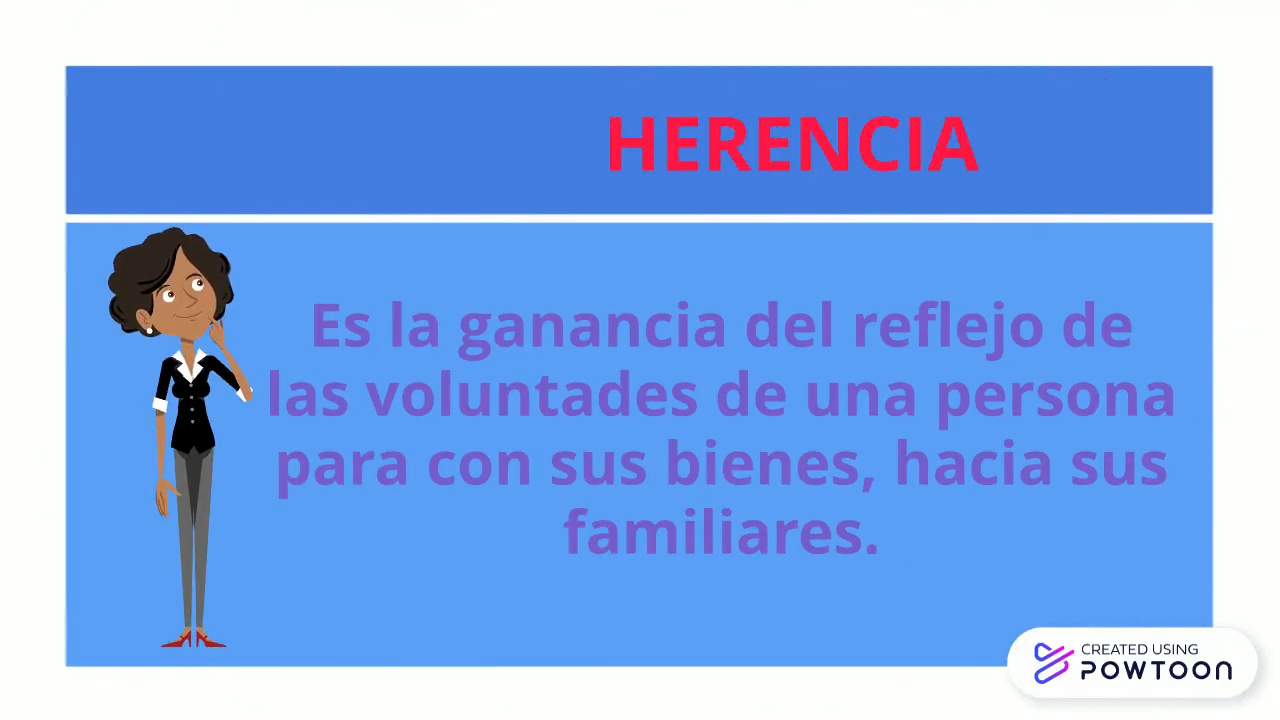 HERENCIA
Es la ganancia del reflejo de
las voluntades de una persona
para con sus bienes, hacia sus
familiares.
CREATED USING
POWTOON